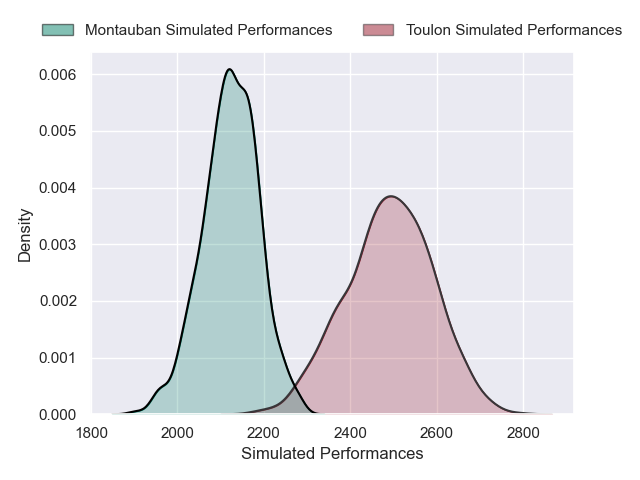 Montauban Simulated Performances Toulon Simulated Performances
0.006
0.005
0.004
0.003
0.002
0.001
0.000
Density
1800 2000 2200 2400 2600 2800
Simulated Performances